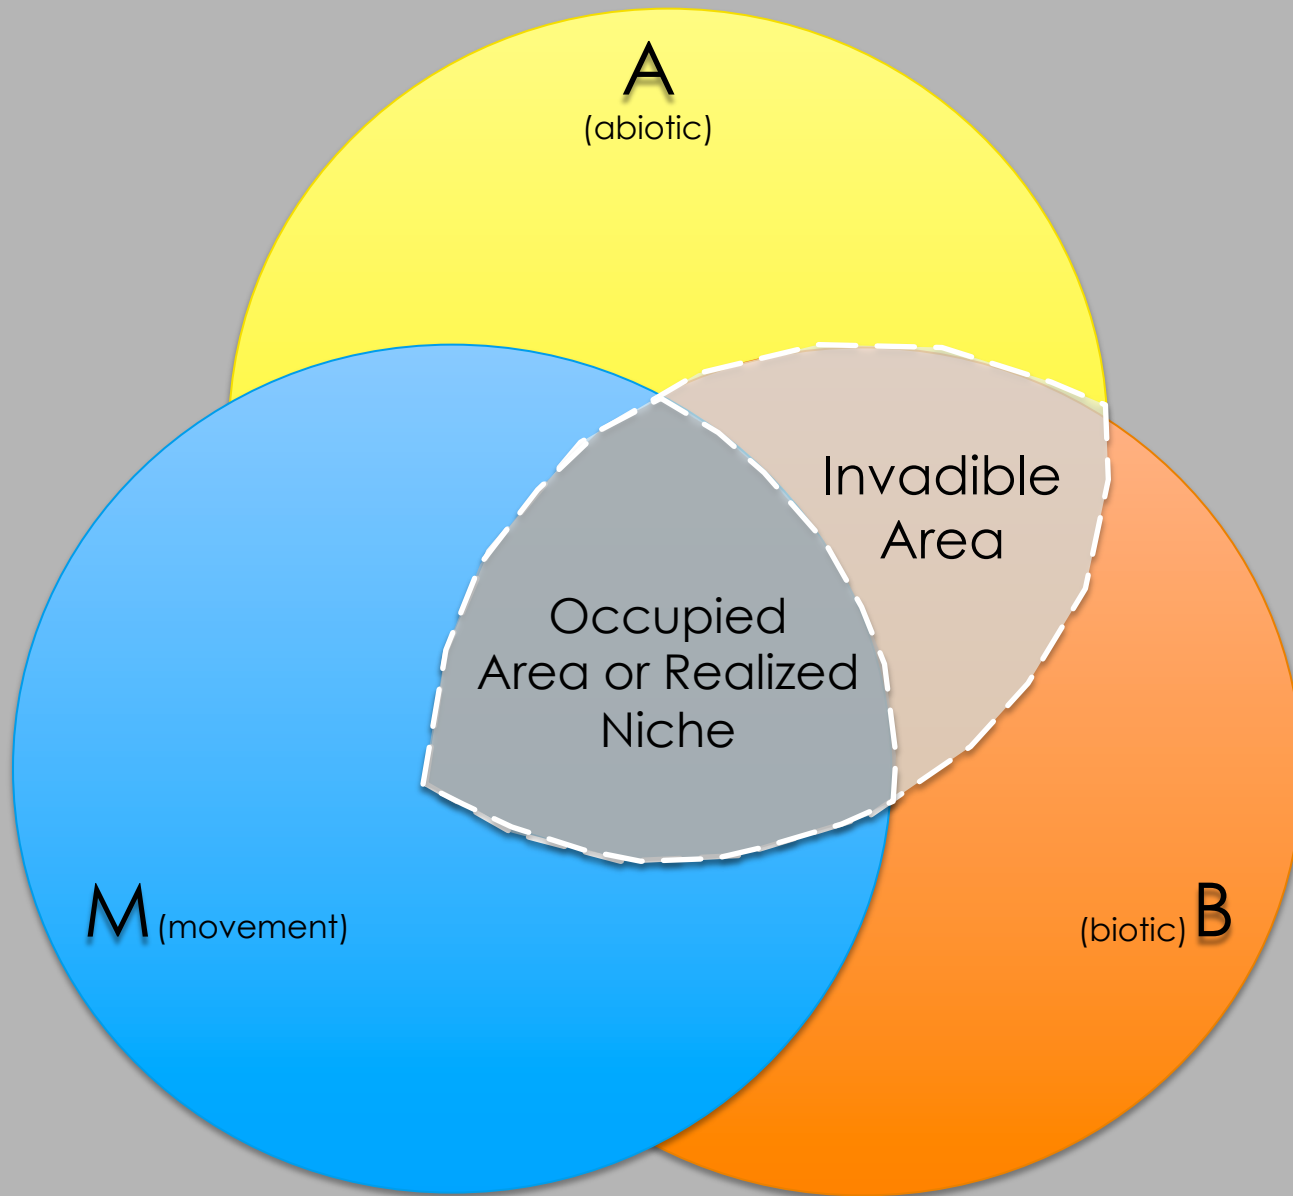 A
(abiotic)
Invadible
Area
Occupied
Area or Realized
Niche
M (movement)
(biotic) B